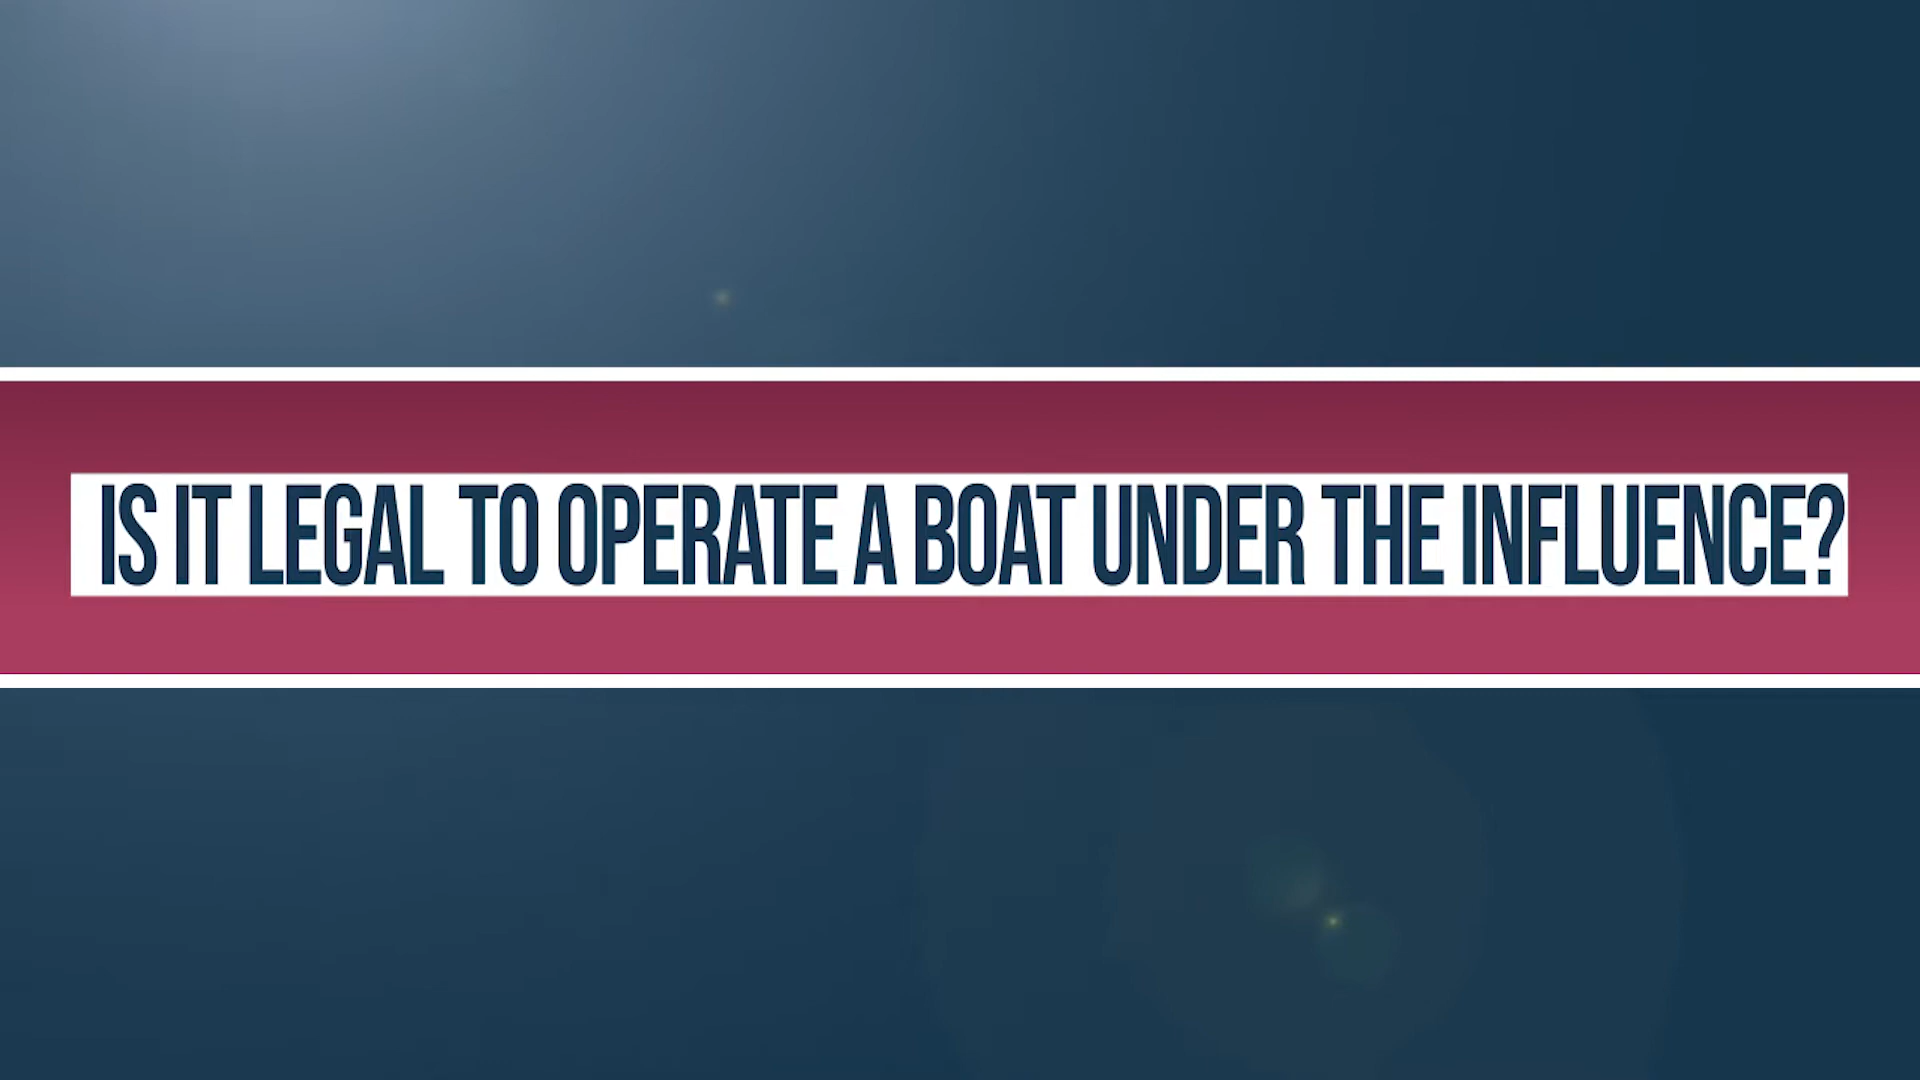 IS IT LEGAL TO OPERATE A BOAT UNDER THE INFLUENCE?